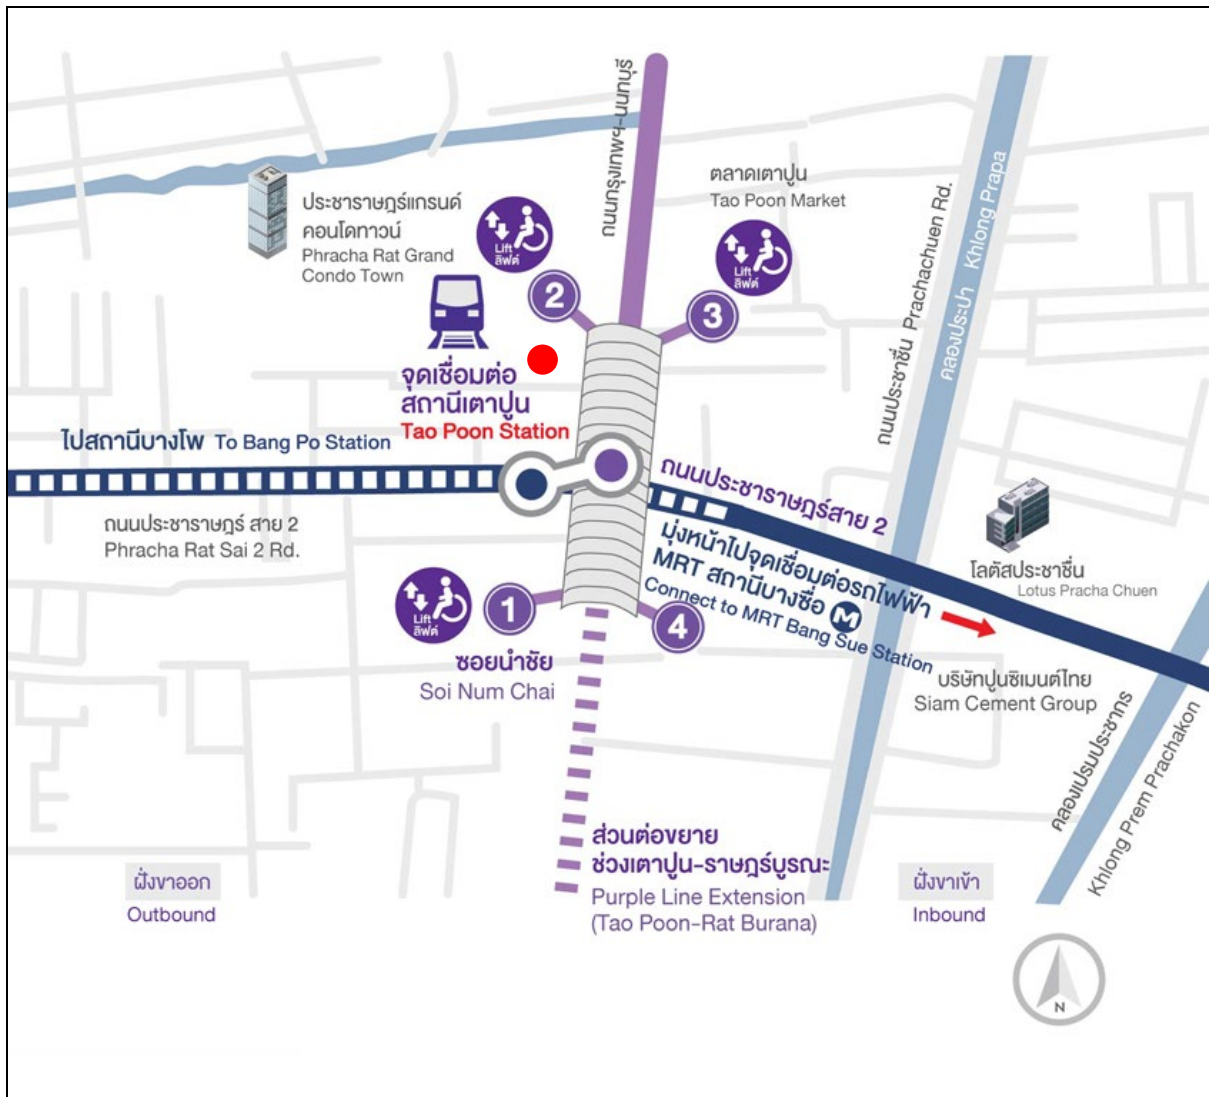 ถนนกรุงเทพฯ-นนทบุรี
ตลาดเตาปูน
Tao Poon Market
ประชาราษฎร์แกรนด์
คอนโดทาวน์
Phracha Rat Grand
Condo Town
Lift
ลิฟต์
2
Lift
ลิฟต์
3
ถนนประชาชื่น Prachachuen Rd.
คลองประปา Khlong Prapa
จุดเชื่อมต่อ
สถานีเตาปูน
Tao Poon Station
ไปสถานีบางโพ To Bang Po Station
ถนนประชาราษฎร์ สาย 2
Phracha Rat Sai 2 Rd.
ถนนประชาราษฎร์สาย 2
มุ่งหน้าไปจุดเชื่อมต่อรถไฟฟ้า
MRT สถานีบางซื่อ M
Connect to MRT Bang Sue Station
โลตัสประชาชื่น
Lotus Pracha Chuen
Lift
ลิฟต์
1
4
ซอยนำชัย
Soi Num Chai
บริษัทปูนซิเมนต์ไทย
Siam Cement Group
คลองเปรมประชากร
Khlong Prem Prachakon
ส่วนต่อขยาย
ช่วงเตาปูน-ราษฎร์บูรณะ
Purple Line Extension
(Tao Poon-Rat Burana)
ฝั่งขาออก
Outbound
ฝั่งขาเข้า
Inbound
N